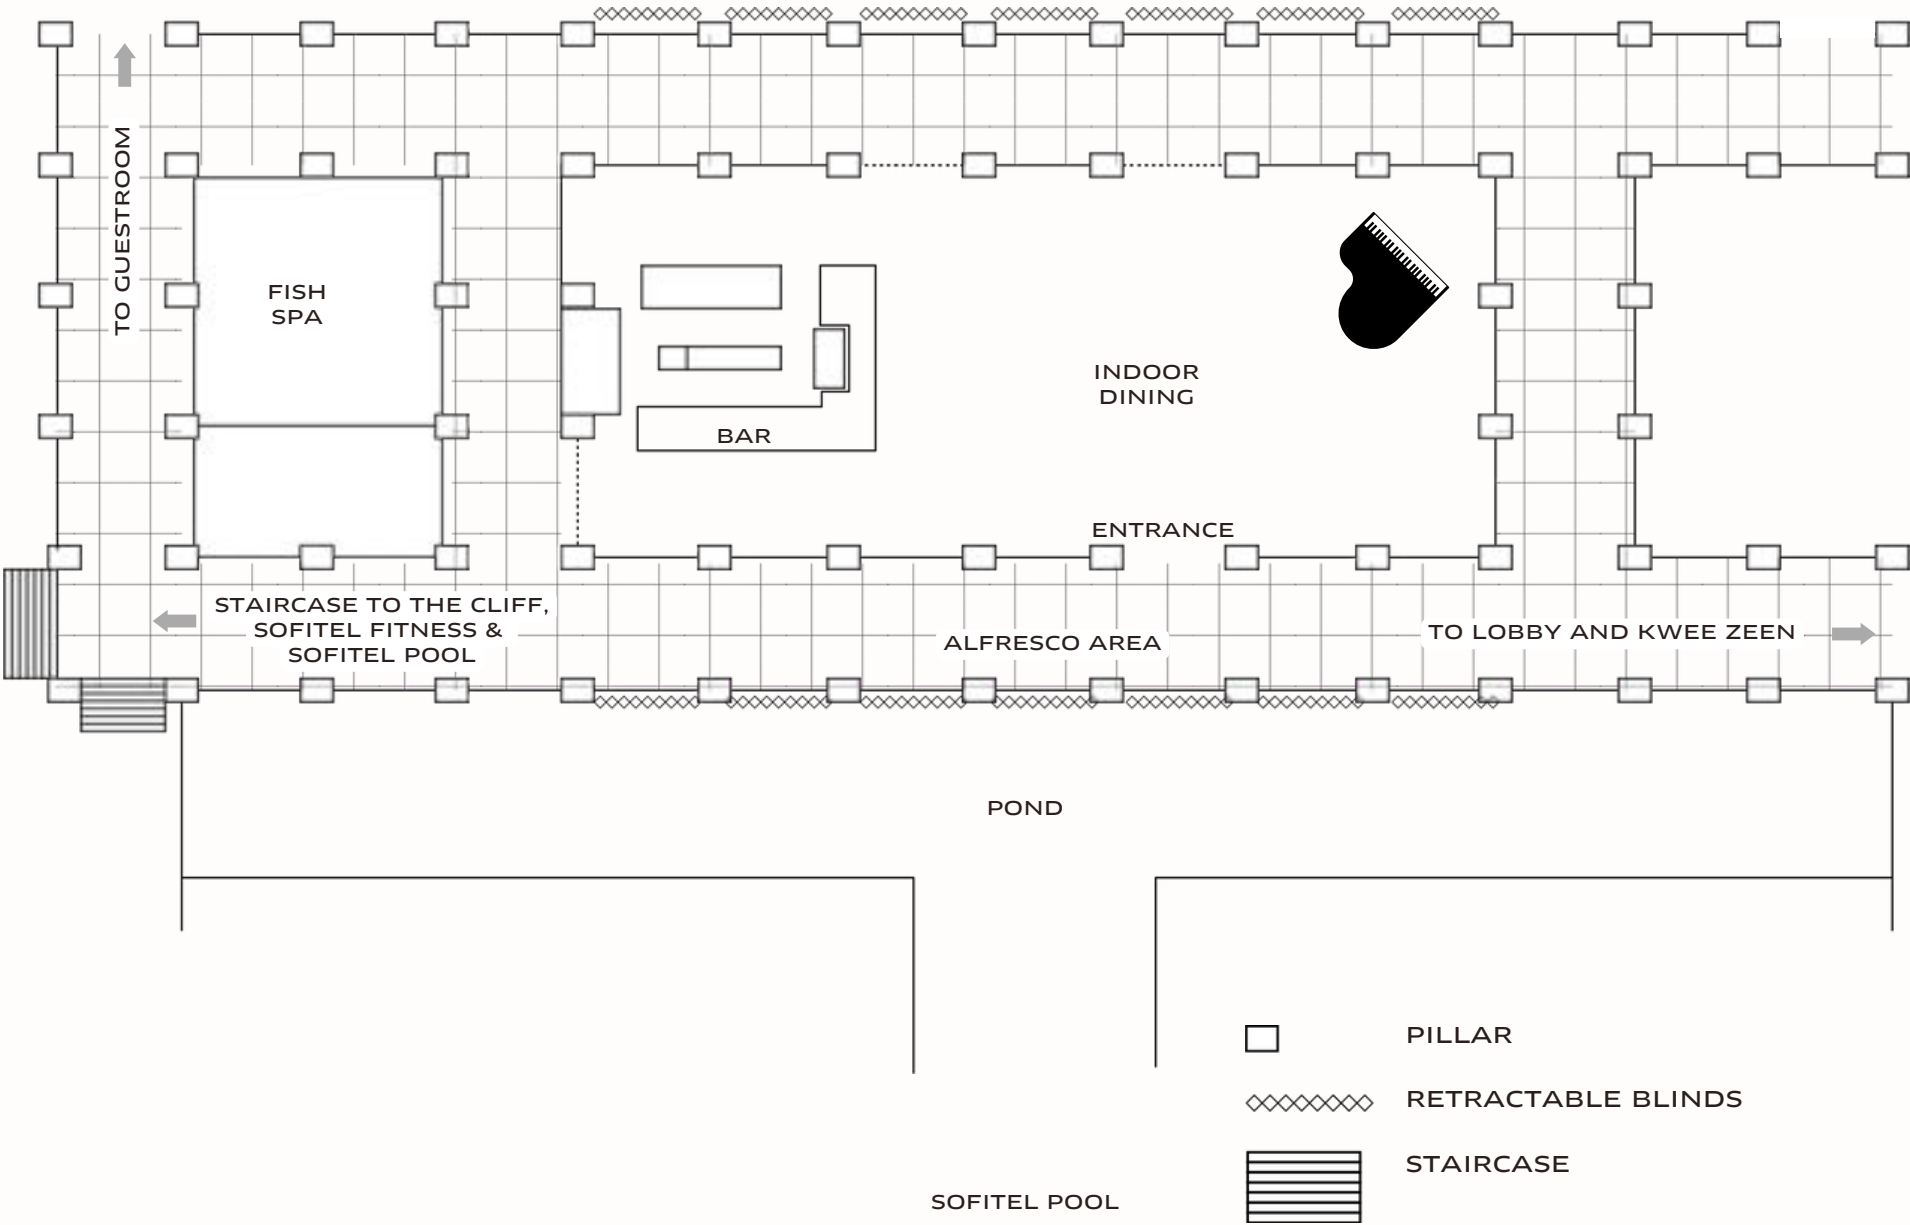 TO GUESTROOM
FISH
SPA
INDOOR
DINING
BAR
ENTRANCE
STAIRCASE TO THE CLIFF,
SOFITEL FITNESS &
SOFITEL POOL
ALFRESCO AREA
TO LOBBY AND KWEE ZEEN
POND
PILLAR
RETRACTABLE BLINDS
STAIRCASE
SOFITEL POOL